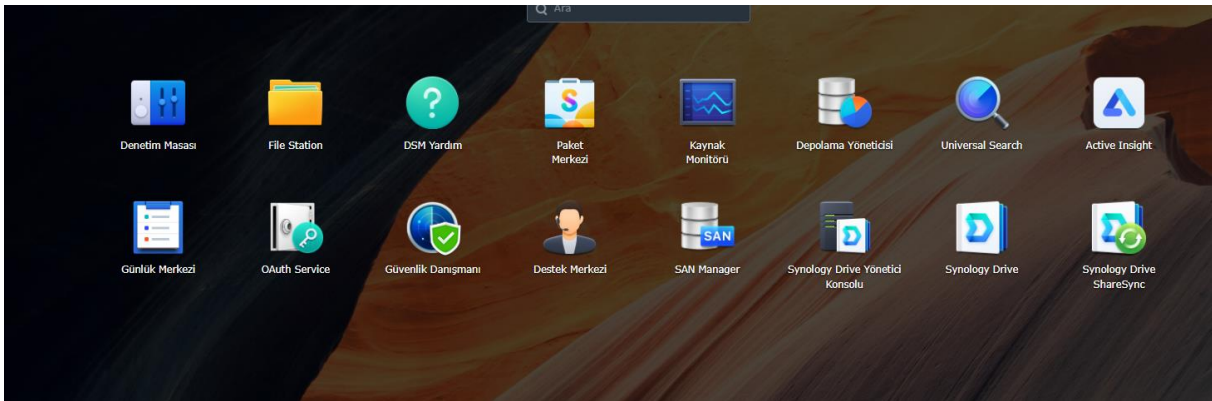 Ara
Denetim Masası
File Station
DSM Yardım
Paket
Merkezi
Kaynak
Monitörü
Depolama Yöneticisi
Universal Search
Active Insight
Günlük Merkezi
OAuth Service
Güvenlik Danışmanı
Destek Merkezi
SAN
SAN Manager
Synology Drive Yönetici
Konsolu
Synology Drive
Synology Drive
ShareSync